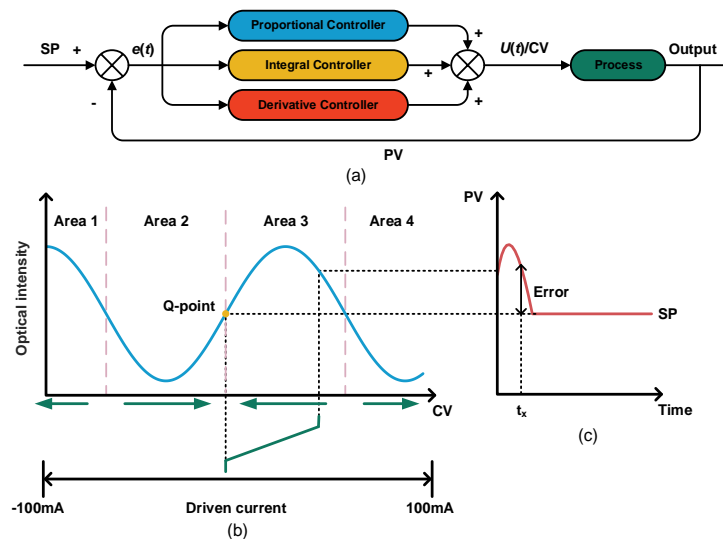 Proportional Controller
SP + e(t) Integral Controller + + U(t)/CV Process Output
- Derivative Controller +
PV
(a)
Area 1 Area 2 Area 3 Area 4
Optical intensity
Q-point
CV
-100mA Driven current 100mA
(b)
PV
Error
SP
tx Time
(c)